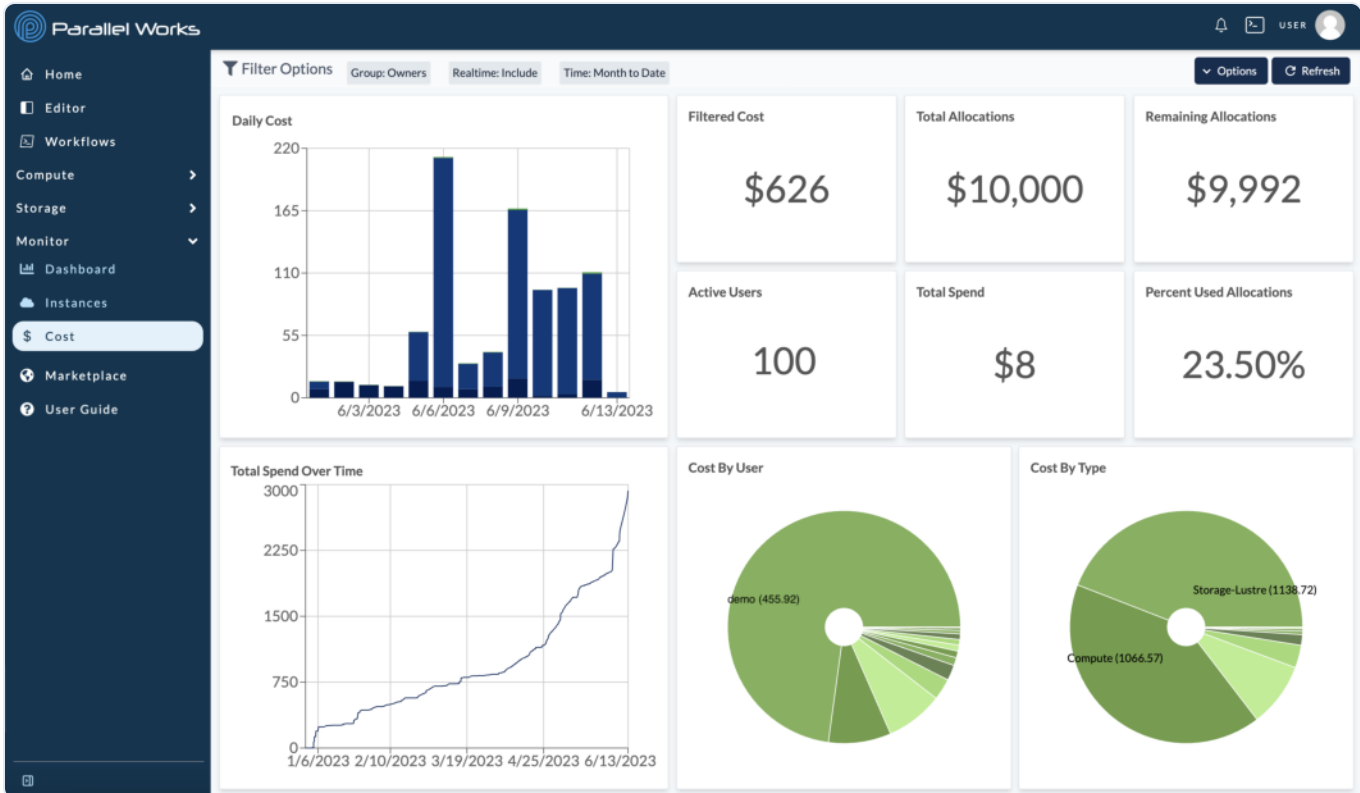 Parallel Works
USER
Home
Editor
Workflows
Compute
Storage
Monitor
Dashboard
Instances
$ Cost
Marketplace
User Guide
Filter Options
Group: Owners
Realtime: Include
Time: Month to Date
Options
Refresh
Daily Cost
220
165
110
55
0
6/3/2023 6/6/2023 6/9/2023 6/13/2023
Filtered Cost
$626
Total Allocations
$10,000
Remaining Allocations
$9,992
Active Users
100
Total Spend
$8
Percent Used Allocations
23.50%
Total Spend Over Time
3000
2250
1500
750
0
1/6/2023 2/10/2023 3/19/2023 4/25/2023 6/13/2023
Cost By User
demo (455.92)
Cost By Type
Storage-Lustre (1138.72)
Compute (1066.57)